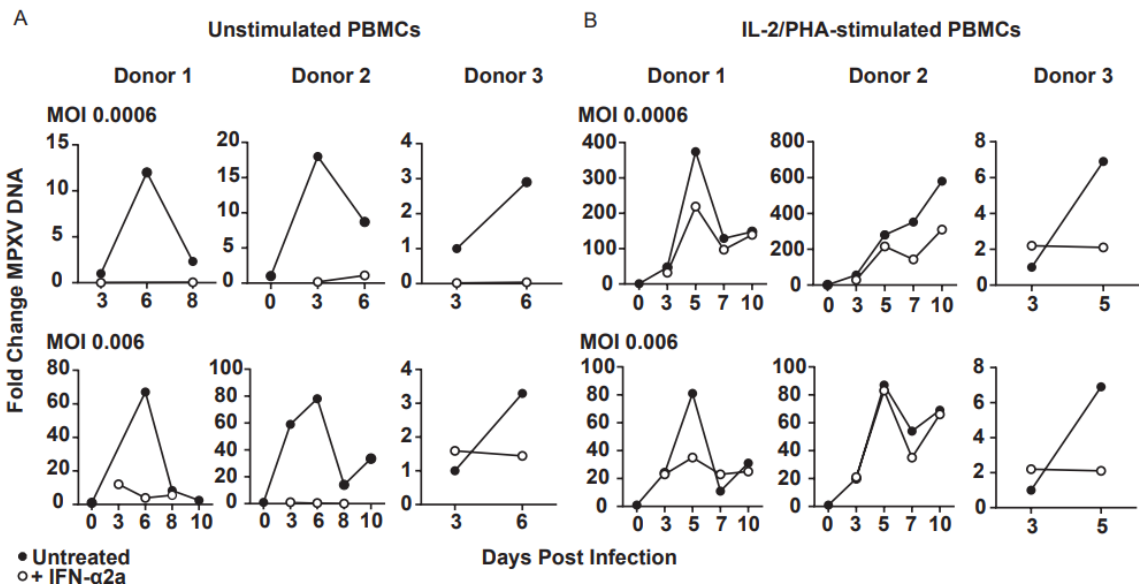 A
Unstimulated PBMCs
B
IL-2/PHA-stimulated PBMCs
Donor 1
Donor 2
Donor 3
Donor 1
Donor 2
Donor 3
Fold Change MPXV DNA
MOI 0.0006
15
10
5
0
3 6 8
20
15
10
5
0
0 3 6
4
3
2
1
0
3 6
MOI 0.0006
400
300
200
100
0
0 3 5 7 10
800
600
400
200
0
0 3 5 7 10
8
6
4
2
0
3 5
MOI 0.006
80
60
40
20
0
0 3 6 8 10
100
80
60
40
20
0
0 3 6 8 10
4
3
2
1
0
3 6
MOI 0.006
100
80
60
40
20
0
0 3 5 7 10
100
80
60
40
20
0
0 3 5 7 10
8
6
4
2
0
3 5
Untreated
+ IFN-α2a
Days Post Infection